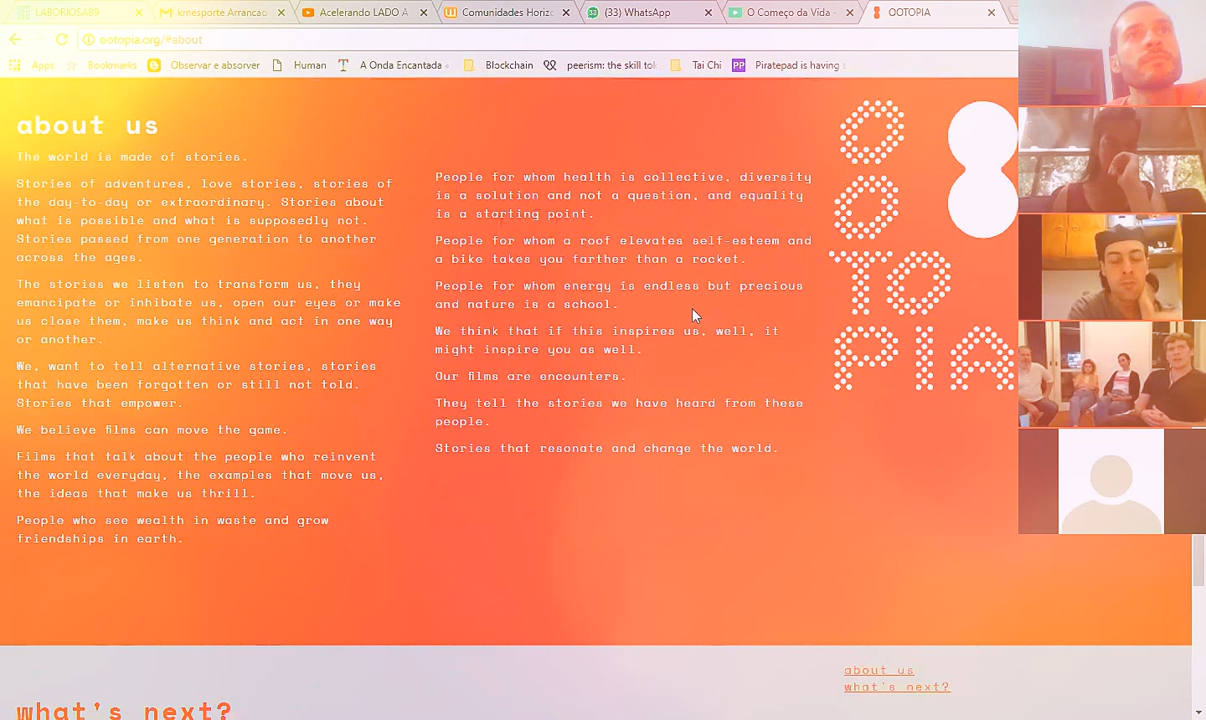 LABORIOSA89
kmesporte Arrancad
Acelerando LADO A
Comunidades Horizo
(33) WhatsApp
O Começo da Vida -
OOTOPIA
ootopia.org/#about
Apps
Bookmarks
Observar e absorver
Human
A Onda Encantada
Blockchain
peerism: the skill tok
Tai Chi
Piratepad is having s
about us
The world is made of stories.
Stories of adventures, love stories, stories of
the day-to-day or extraordinary. Stories about
what is possible and what is supposedly not.
Stories passed from one generation to another
across the ages.
The stories we listen to transform us, they
emancipate or inhibate us, open our eyes or make
us close them, make us think and act in one way
or another.
We, want to tell alternative stories, stories
that have been forgotten or still not told.
Stories that empower.
We believe films can move the game.
Films that talk about the people who reinvent
the world everyday, the examples that move us,
the ideas that make us thrill.
People who see wealth in waste and grow
friendships in earth.
People for whom health is collective, diversity
is a solution and not a question, and equality
is a starting point.
People for whom a roof elevates self-esteem and
a bike takes you farther than a rocket.
People for whom energy is endless but precious
and nature is a school.
We think that if this inspires us, well, it
might inspire you as well.
Our films are encounters.
They tell the stories we have heard from these
people.
Stories that resonate and change the world.
O
O
TO
PIA
about us
what's next?
what's next?